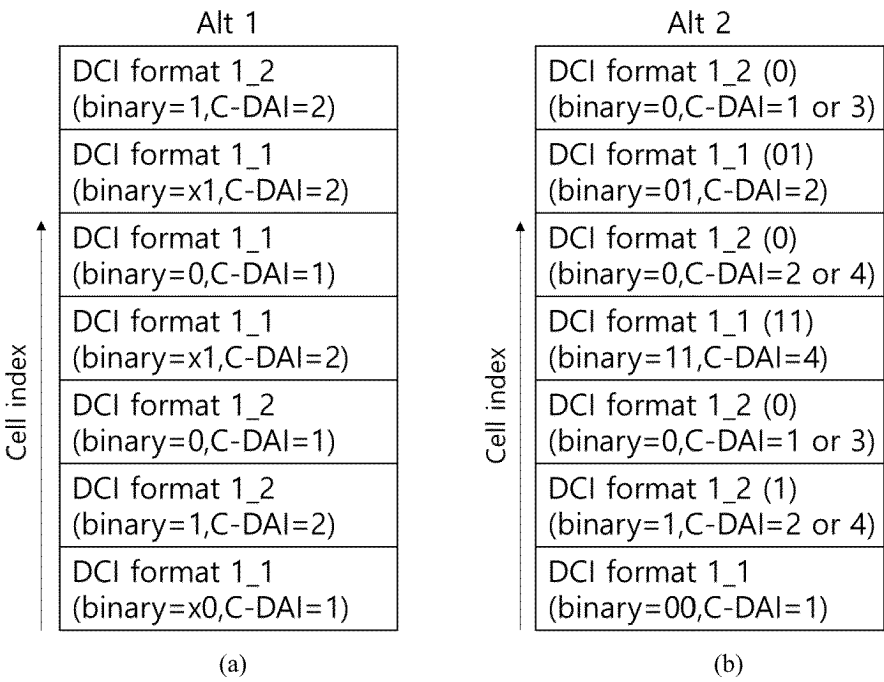 Alt 1
DCI format 1_2
(binary=1,C-DAI=2)
DCI format 1_1
(binary=x1,C-DAI=2)
DCI format 1_1
(binary=0,C-DAI=1)
DCI format 1_1
(binary=x1,C-DAI=2)
DCI format 1_2
(binary=0,C-DAI=1)
DCI format 1_2
(binary=1,C-DAI=2)
DCI format 1_1
(binary=x0,C-DAI=1)
Cell index
(a)
Alt 2
DCI format 1_2 (0)
(binary=0,C-DAI=1 or 3)
DCI format 1_1 (01)
(binary=01,C-DAI=2)
DCI format 1_2 (0)
(binary=0,C-DAI=2 or 4)
DCI format 1_1 (11)
(binary=11,C-DAI=4)
DCI format 1_2 (0)
(binary=0,C-DAI=1 or 3)
DCI format 1_2 (1)
(binary=1,C-DAI=2 or 4)
DCI format 1_1
(binary=00,C-DAI=1)
Cell index
(b)